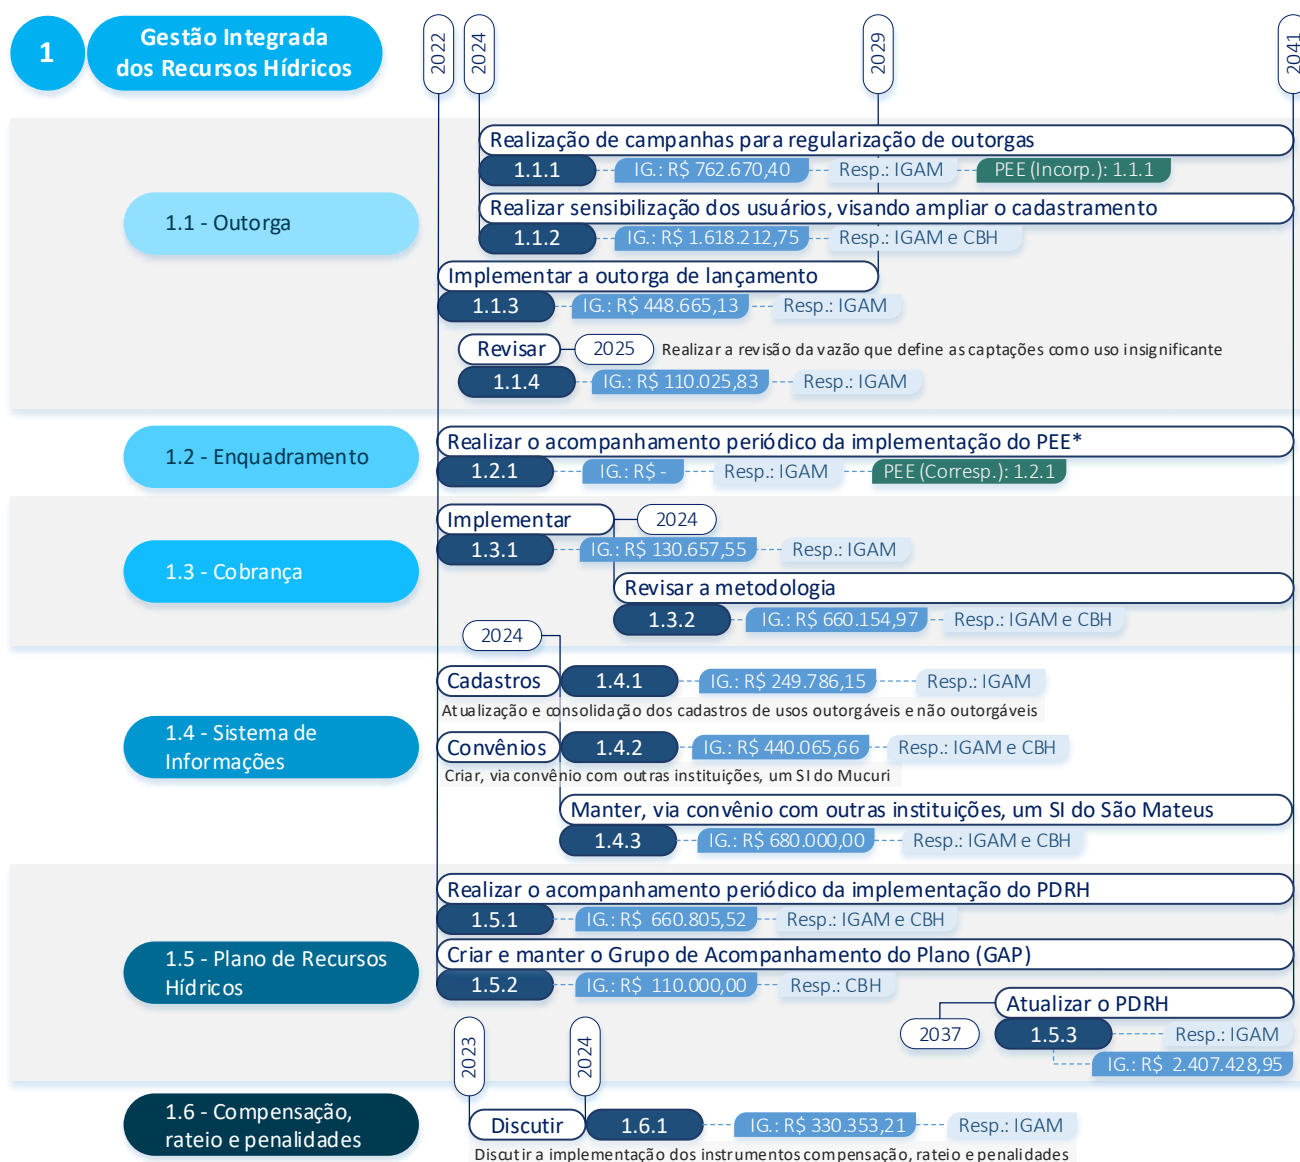 1
Gestão Integrada
dos Recursos Hídricos
2022
2024
2029
2041
1.1 - Outorga
Realização de campanhas para regularização de outorgas
1.1.1
IG.: R$ 762.670,40
Resp.: IGAM
PEE (Incorp.): 1.1.1
Realizar sensibilização dos usuários, visando ampliar o cadastramento
1.1.2
IG.: R$ 1.618.212,75
Resp.: IGAM e CBH
Implementar a outorga de lançamento
1.1.3
IG.: R$ 448.665,13
Resp.: IGAM
Revisar
2025
Realizar a revisão da vazão que define as captações como uso insignificante
1.1.4
IG.: R$ 110.025,83
Resp.: IGAM
1.2 - Enquadramento
Realizar o acompanhamento periódico da implementação do PEE*
1.2.1
IG.: R$ -
Resp.: IGAM
PEE (Corresp.): 1.2.1
1.3 - Cobrança
Implementar
2024
1.3.1
IG.: R$ 130.657,55
Resp.: IGAM
Revisar a metodologia
1.3.2
IG.: R$ 660.154,97
Resp.: IGAM e CBH
2024
1.4 - Sistema de
Informações
Cadastros
1.4.1
IG.: R$ 249.786,15
Resp.: IGAM
Atualização e consolidação dos cadastros de usos outorgáveis e não outorgáveis
Convênios
1.4.2
IG.: R$ 440.065,66
Resp.: IGAM e CBH
Criar, via convênio com outras instituições, um SI do Mucuri
Manter, via convênio com outras instituições, um SI do São Mateus
1.4.3
IG.: R$ 680.000,00
Resp.: IGAM e CBH
1.5 - Plano de Recursos
Hídricos
Realizar o acompanhamento periódico da implementação do PDRH
1.5.1
IG.: R$ 660.805,52
Resp.: IGAM e CBH
Criar e manter o Grupo de Acompanhamento do Plano (GAP)
1.5.2
IG.: R$ 110.000,00
Resp.: CBH
Atualizar o PDRH
2037
1.5.3
Resp.: IGAM
IG.: R$ 2.407.428,95
2023
2024
1.6 - Compensação,
rateio e penalidades
Discutir
1.6.1
IG.: R$ 330.353,21
Resp.: IGAM
Discutir a implementação dos instrumentos compensação, rateio e penalidades